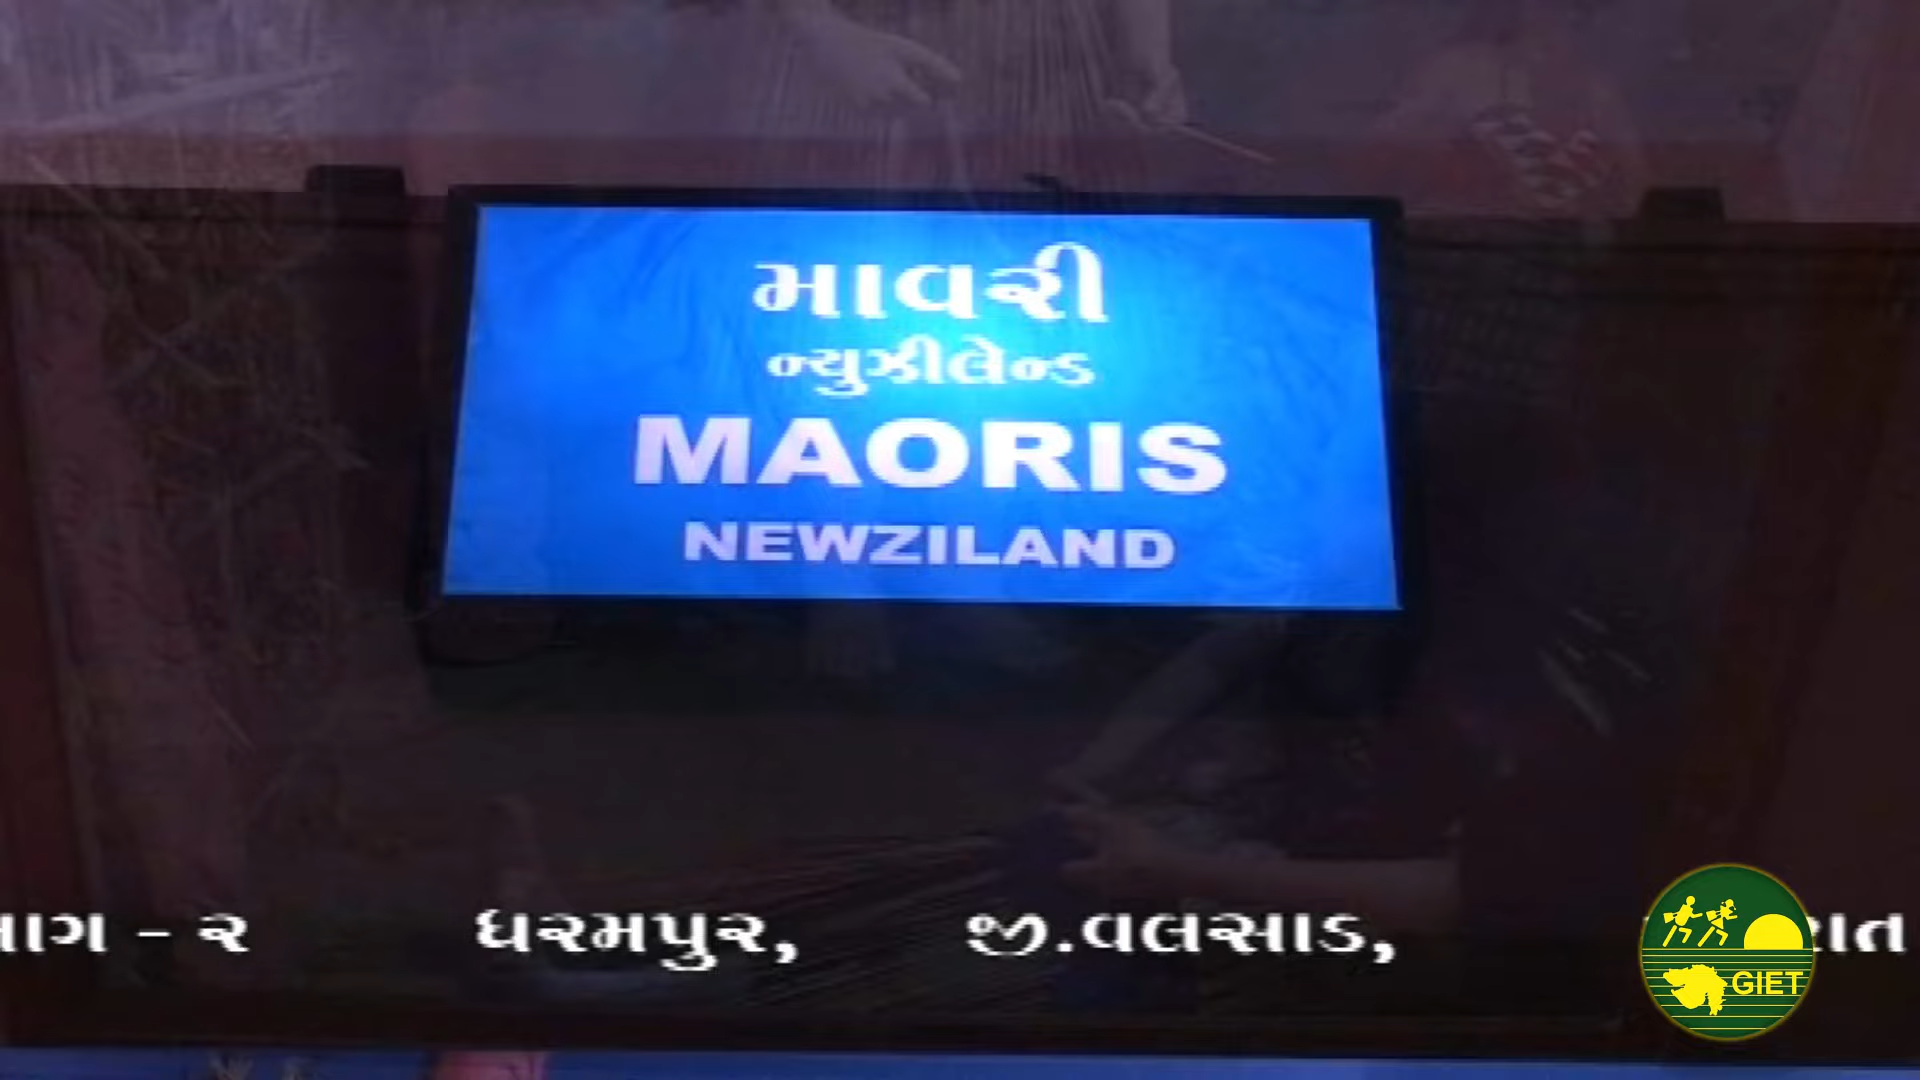 માવરી
ન્યુઝીલેન્ડ
MAORIS
NEWZILAND
- ૨ ધરમપુર, જી.વલસાડ,
GIET